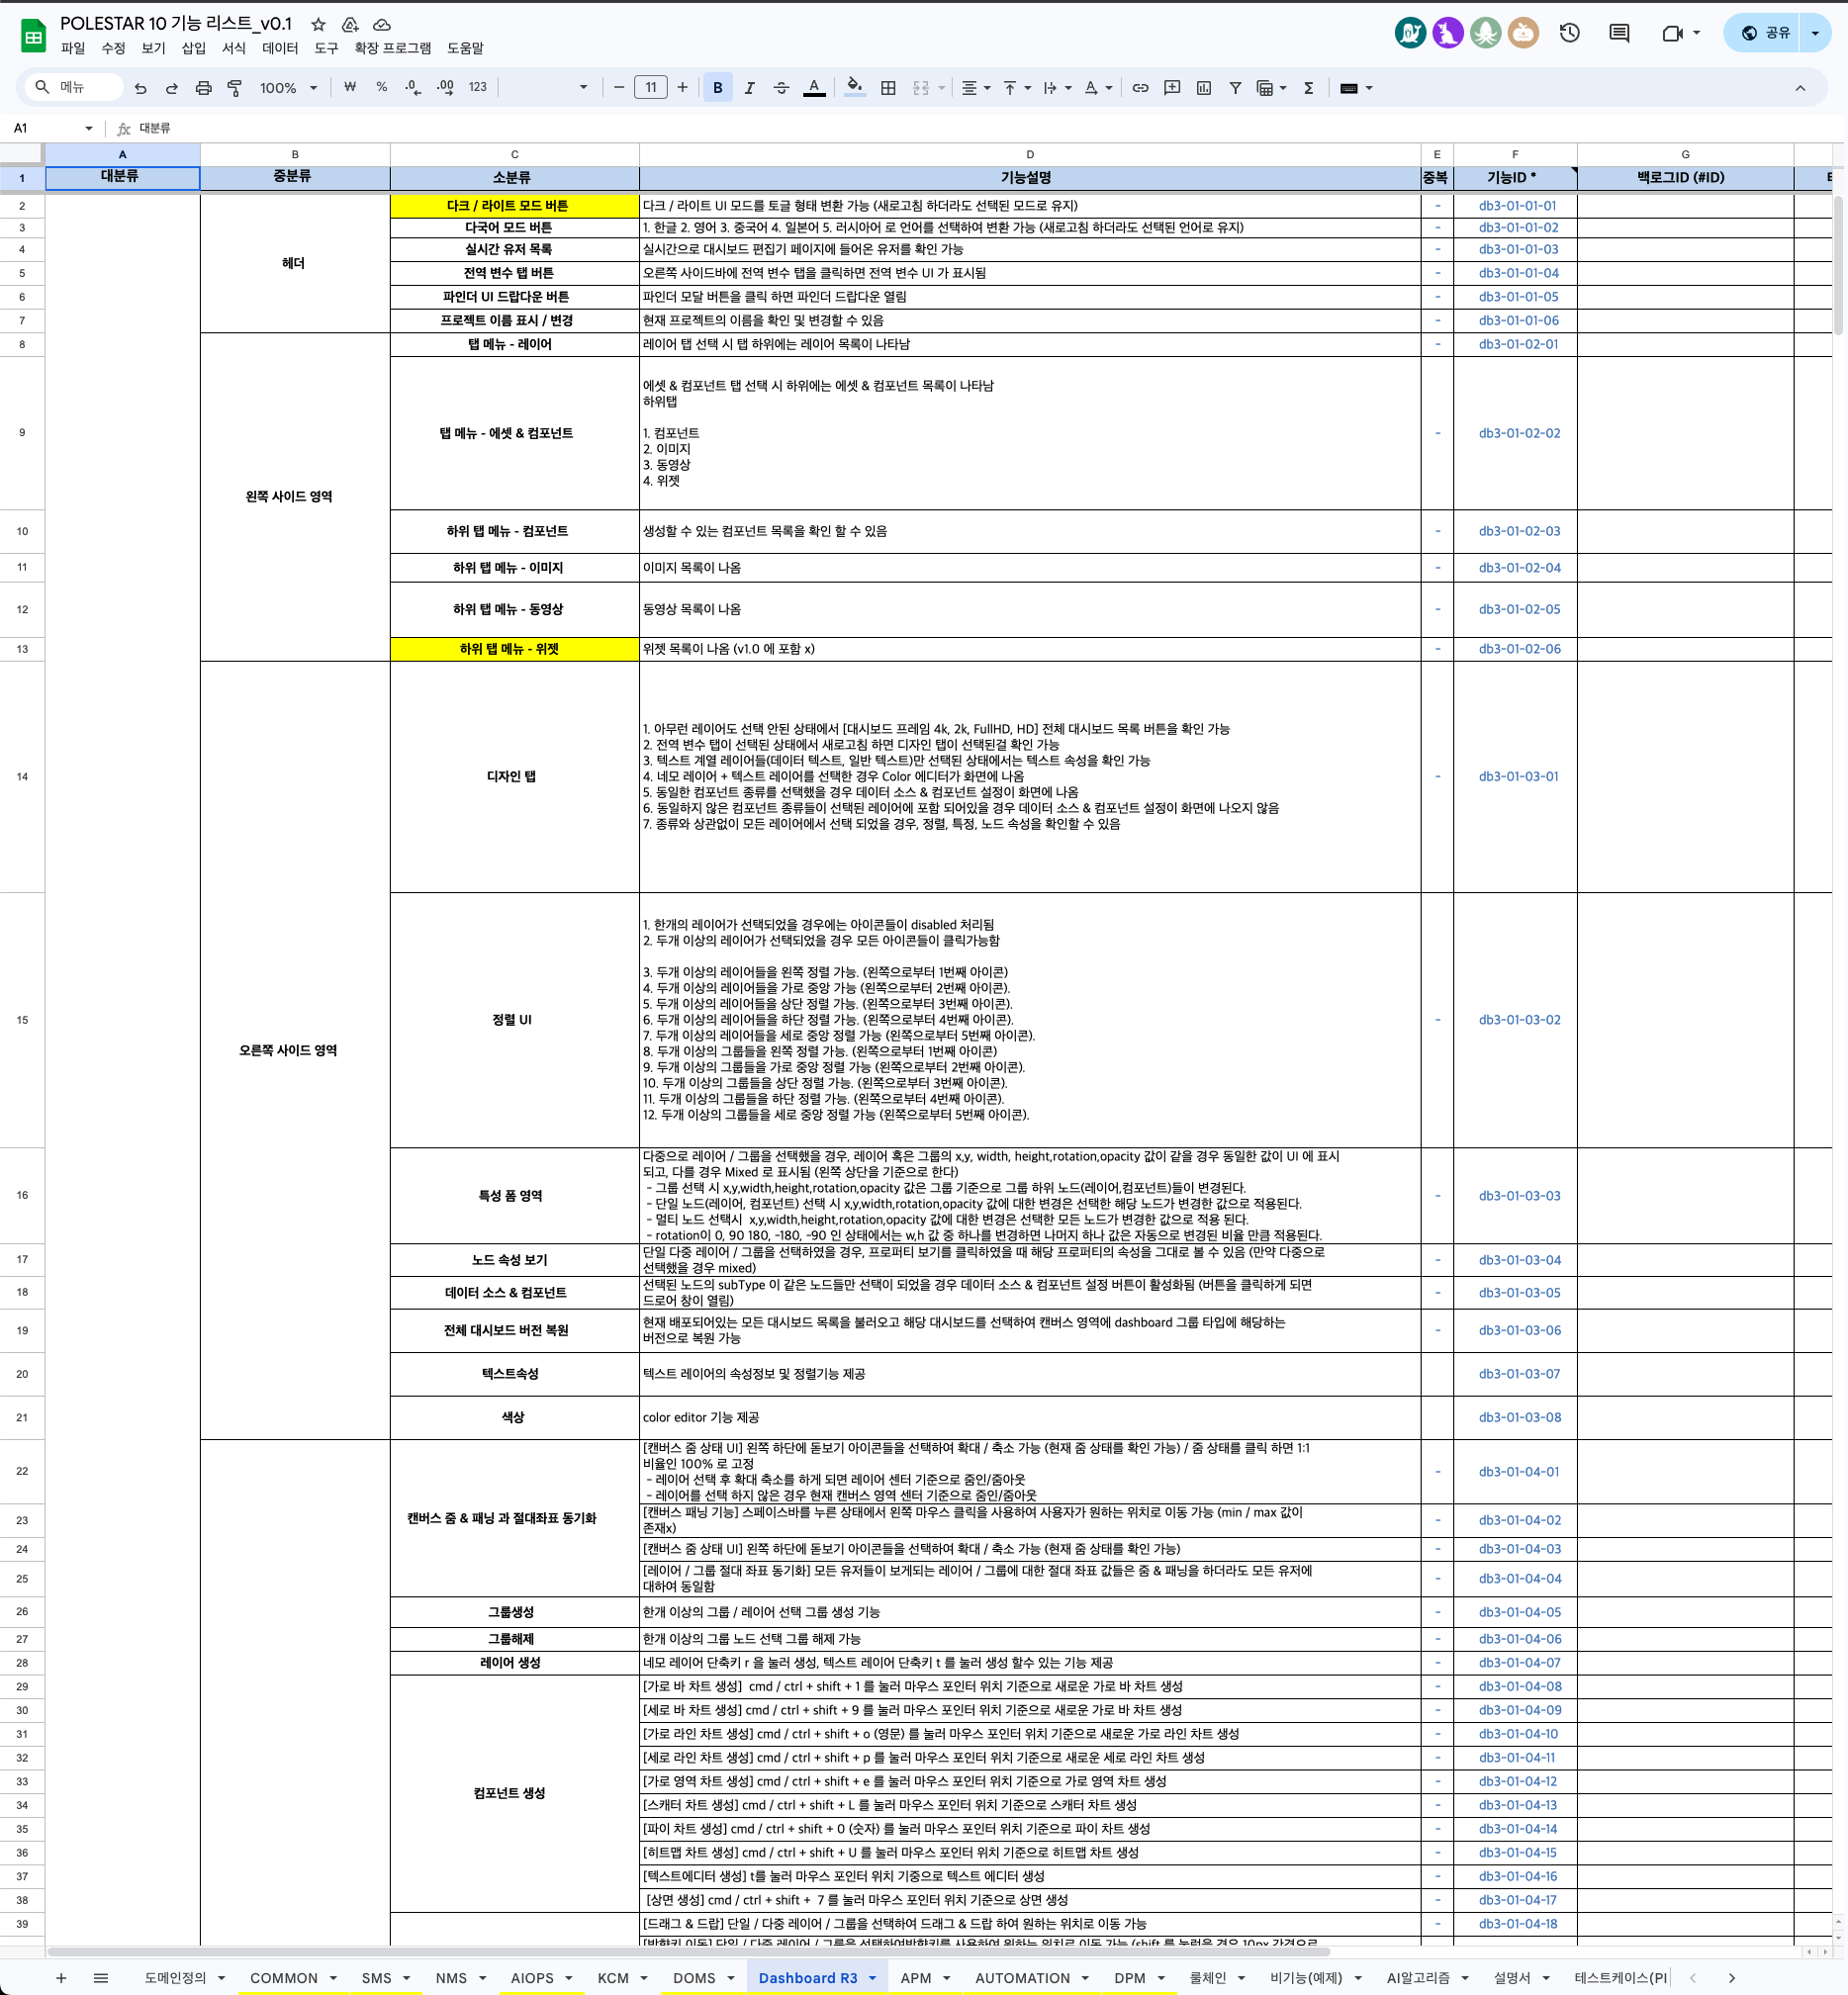 POLESTAR 10 기능 리스트_v0.1
파일 수정 보기 삽입 서식 데이터 도구 확장 프로그램 도움말
공유
메뉴 100% ₩ % .0 .00 123 11 B I S A Σ
A1 fx 대분류
A B C D E F G
1 대분류 중분류 소분류 기능설명 중복 기능ID * 백로그ID (#ID)
헤더
2 다크 / 라이트 모드 버튼 다크 / 라이트 UI 모드를 토글 형태 변환 가능 (새로고침 하더라도 선택된 모드로 유지) - db3-01-01-01
3 다국어 모드 버튼 1. 한글 2. 영어 3. 중국어 4. 일본어 5. 러시아어 로 언어를 선택하여 변환 가능 (새로고침 하더라도 선택된 언어로 유지) - db3-01-01-02
4 실시간 유저 목록 실시간으로 대시보드 편집기 페이지에 들어온 유저를 확인 가능 - db3-01-01-03
5 전역 변수 탭 버튼 오른쪽 사이드바에 전역 변수 탭을 클릭하면 전역 변수 UI 가 표시됨 - db3-01-01-04
6 파인더 UI 드랍다운 버튼 파인더 모달 버튼을 클릭 하면 파인더 드랍다운 열림 - db3-01-01-05
7 프로젝트 이름 표시 / 변경 현재 프로젝트의 이름을 확인 및 변경할 수 있음 - db3-01-01-06
왼쪽 사이드 영역
8 탭 메뉴 - 레이어 레이어 탭 선택 시 탭 하위에는 레이어 목록이 나타남 - db3-01-02-01
9 탭 메뉴 - 에셋 & 컴포넌트 에셋 & 컴포넌트 탭 선택 시 하위에는 에셋 & 컴포넌트 목록이 나타남
하위탭
1. 컴포넌트
2. 이미지
3. 동영상
4. 위젯
- db3-01-02-02
10 하위 탭 메뉴 - 컴포넌트 생성할 수 있는 컴포넌트 목록을 확인 할 수 있음 - db3-01-02-03
11 하위 탭 메뉴 - 이미지 이미지 목록이 나옴 - db3-01-02-04
12 하위 탭 메뉴 - 동영상 동영상 목록이 나옴 - db3-01-02-05
13 하위 탭 메뉴 - 위젯 위젯 목록이 나옴 (v1.0 에 포함 x) - db3-01-02-06
오른쪽 사이드 영역
14 디자인 탭
1. 아무런 레이어도 선택 안된 상태에서 [대시보드 프레임 4k, 2k, FullHD, HD] 전체 대시보드 목록 버튼을 확인 가능
2. 전역 변수 탭이 선택된 상태에서 새로고침 하면 디자인 탭이 선택된걸 확인 가능
3. 텍스트 계열 레이어들(데이터 텍스트, 일반 텍스트)만 선택된 상태에서는 텍스트 속성을 확인 가능
4. 네모 레이어 + 텍스트 레이어를 선택한 경우 Color 에디터가 화면에 나옴
5. 동일한 컴포넌트 종류를 선택했을 경우 데이터 소스 & 컴포넌트 설정이 화면에 나옴
6. 동일하지 않은 컴포넌트 종류들이 선택된 레이어에 포함 되어있을 경우 데이터 소스 & 컴포넌트 설정이 화면에 나오지 않음
7. 종류와 상관없이 모든 레이어에서 선택 되었을 경우, 정렬, 특정, 노드 속성을 확인할 수 있음
- db3-01-03-01
15 정렬 UI
1. 한개의 레이어가 선택되었을 경우에는 아이콘들이 disabled 처리됨
2. 두개 이상의 레이어가 선택되었을 경우 모든 아이콘들이 클릭가능함
3. 두개 이상의 레이어들을 왼쪽 정렬 가능. (왼쪽으로부터 1번째 아이콘)
4. 두개 이상의 레이어들을 가로 중앙 가능 (왼쪽으로부터 2번째 아이콘).
5. 두개 이상의 레이어들을 상단 정렬 가능. (왼쪽으로부터 3번째 아이콘).
6. 두개 이상의 레이어들을 하단 정렬 가능. (왼쪽으로부터 4번째 아이콘).
7. 두개 이상의 레이어들을 세로 중앙 정렬 가능 (왼쪽으로부터 5번째 아이콘).
8. 두개 이상의 그룹들을 왼쪽 정렬 가능. (왼쪽으로부터 1번째 아이콘)
9. 두개 이상의 그룹들을 가로 중앙 정렬 가능 (왼쪽으로부터 2번째 아이콘).
10. 두개 이상의 그룹들을 상단 정렬 가능. (왼쪽으로부터 3번째 아이콘).
11. 두개 이상의 그룹들을 하단 정렬 가능. (왼쪽으로부터 4번째 아이콘).
12. 두개 이상의 그룹들을 세로 중앙 정렬 가능 (왼쪽으로부터 5번째 아이콘).
- db3-01-03-02
16 특성 폼 영역
다중으로 레이어 / 그룹을 선택했을 경우, 레이어 혹은 그룹의 x,y, width, height,rotation,opacity 값이 같을 경우 동일한 값이 UI 에 표시
되고, 다를 경우 Mixed 로 표시됨 (왼쪽 상단을 기준으로 한다)
- 그룹 선택 시 x,y,width,height,rotation,opacity 값은 그룹 기준으로 그룹 하위 노드(레이어,컴포넌트)들이 변경된다.
- 단일 노드(레이어, 컴포넌트) 선택 시 x,y,width,rotation,opacity 값에 대한 변경은 선택한 해당 노드가 변경한 값으로 적용된다.
- 멀티 노드 선택시 x,y,width,height,rotation,opacity 값에 대한 변경은 선택한 모든 노드가 변경한 값으로 적용 된다.
- rotation이 0, 90 180, -180, -90 인 상태에서는 w,h 값 중 하나를 변경하면 나머지 하나 값은 자동으로 변경된 비율 만큼 적용된다.
- db3-01-03-03
17 노드 속성 보기 단일 다중 레이어 / 그룹을 선택하였을 경우, 프로퍼티 보기를 클릭하였을 때 해당 프로퍼티의 속성을 그대로 볼 수 있음 (만약 다중으로
선택했을 경우 mixed) - db3-01-03-04
18 데이터 소스 & 컴포넌트 선택된 노드의 subType 이 같은 노드들만 선택이 되었을 경우 데이터 소스 & 컴포넌트 설정 버튼이 활성화됨 (버튼을 클릭하게 되면
드로어 창이 열림) - db3-01-03-05
19 전체 대시보드 버전 복원 현재 배포되어있는 모든 대시보드 목록을 불러오고 해당 대시보드를 선택하여 캔버스 영역에 dashboard 그룹 타입에 해당하는
버전으로 복원 가능 - db3-01-03-06
20 텍스트속성 텍스트 레이어의 속성정보 및 정렬기능 제공 db3-01-03-07
21 색상 color editor 기능 제공 db3-01-03-08
캔버스 줌 & 패닝 과 절대좌표 동기화
22 [캔버스 줌 상태 UI] 왼쪽 하단에 돋보기 아이콘들을 선택하여 확대 / 축소 가능 (현재 줌 상태를 확인 가능) / 줌 상태를 클릭 하면 1:1
비율인 100% 로 고정
- 레이어 선택 후 확대 축소를 하게 되면 레이어 센터 기준으로 줌인/줌아웃
- 레이어를 선택 하지 않은 경우 현재 캔버스 영역 센터 기준으로 줌인/줌아웃
- db3-01-04-01
23 [캔버스 패닝 기능] 스페이스바를 누른 상태에서 왼쪽 마우스 클릭을 사용하여 사용자가 원하는 위치로 이동 가능 (min / max 값이
존재x) - db3-01-04-02
24 [캔버스 줌 상태 UI] 왼쪽 하단에 돋보기 아이콘들을 선택하여 확대 / 축소 가능 (현재 줌 상태를 확인 가능) - db3-01-04-03
25 [레이어 / 그룹 절대 좌표 동기화] 모든 유저들이 보게되는 레이어 / 그룹에 대한 절대 좌표 값들은 줌 & 패닝을 하더라도 모든 유저에
대하여 동일함 - db3-01-04-04
26 그룹생성 한개 이상의 그룹 / 레이어 선택 그룹 생성 기능 - db3-01-04-05
27 그룹해제 한개 이상의 그룹 노드 선택 그룹 해제 가능 - db3-01-04-06
28 레이어 생성 네모 레이어 단축키 r 을 눌러 생성, 텍스트 레이어 단축키 t 를 눌러 생성 할수 있는 기능 제공 - db3-01-04-07
컴포넌트 생성
29 [가로 바 차트 생성] cmd / ctrl + shift + 1 를 눌러 마우스 포인터 위치 기준으로 새로운 가로 바 차트 생성 - db3-01-04-08
30 [세로 바 차트 생성] cmd / ctrl + shift + 9 를 눌러 마우스 포인터 위치 기준으로 새로운 가로 바 차트 생성 - db3-01-04-09
31 [가로 라인 차트 생성] cmd / ctrl + shift + o (영문) 를 눌러 마우스 포인터 위치 기준으로 새로운 가로 라인 차트 생성 - db3-01-04-10
32 [세로 라인 차트 생성] cmd / ctrl + shift + p 를 눌러 마우스 포인터 위치 기준으로 새로운 세로 라인 차트 생성 - db3-01-04-11
33 [가로 영역 차트 생성] cmd / ctrl + shift + e 를 눌러 마우스 포인터 위치 기준으로 가로 영역 차트 생성 - db3-01-04-12
34 [스캐터 차트 생성] cmd / ctrl + shift + L 를 눌러 마우스 포인터 위치 기준으로 스캐터 차트 생성 - db3-01-04-13
35 [파이 차트 생성] cmd / ctrl + shift + 0 (숫자) 를 눌러 마우스 포인터 위치 기준으로 파이 차트 생성 - db3-01-04-14
36 [히트맵 차트 생성] cmd / ctrl + shift + U 를 눌러 마우스 포인터 위치 기준으로 히트맵 차트 생성 - db3-01-04-15
37 [텍스트에디터 생성] t를 눌러 마우스 포인터 위치 기중으로 텍스트 에디터 생성 - db3-01-04-16
38 [상면 생성] cmd / ctrl + shift + 7 를 눌러 마우스 포인터 위치 기준으로 상면 생성 - db3-01-04-17
39 [드래그 & 드랍] 단일 / 다중 레이어 / 그룹을 선택하여 드래그 & 드랍 하여 원하는 위치로 이동 가능 - db3-01-04-18
[방향키 이동] 단일 / 다중 레이어 / 그룹을 선택하여방향키를 사용하여 원하는 위치로 이동 가능 (shift 를 눌렀을 경우 10px 간격으로
+ 도메인정의 COMMON SMS NMS AIOPS KCM DOMS Dashboard R3 APM AUTOMATION DPM 룰체인 비기능(예제) AI알고리즘 설명서 테스트케이스(PI